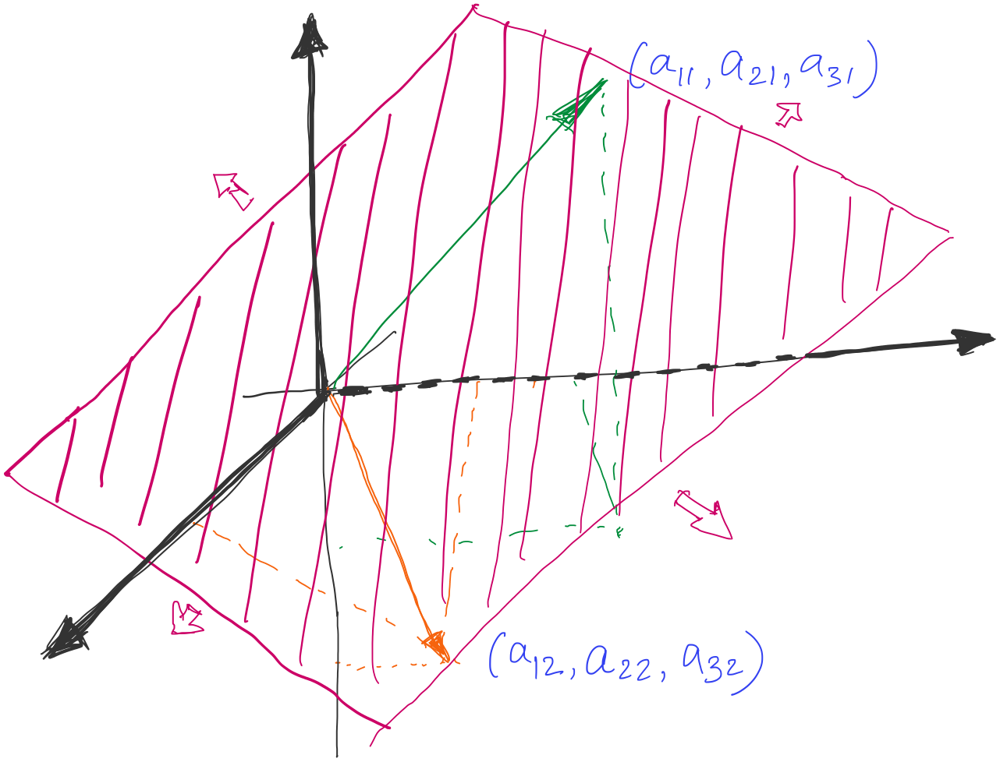 (a₁₁, a₂₁, a₃₁)
(a₁₂, a₂₂, a₃₂)